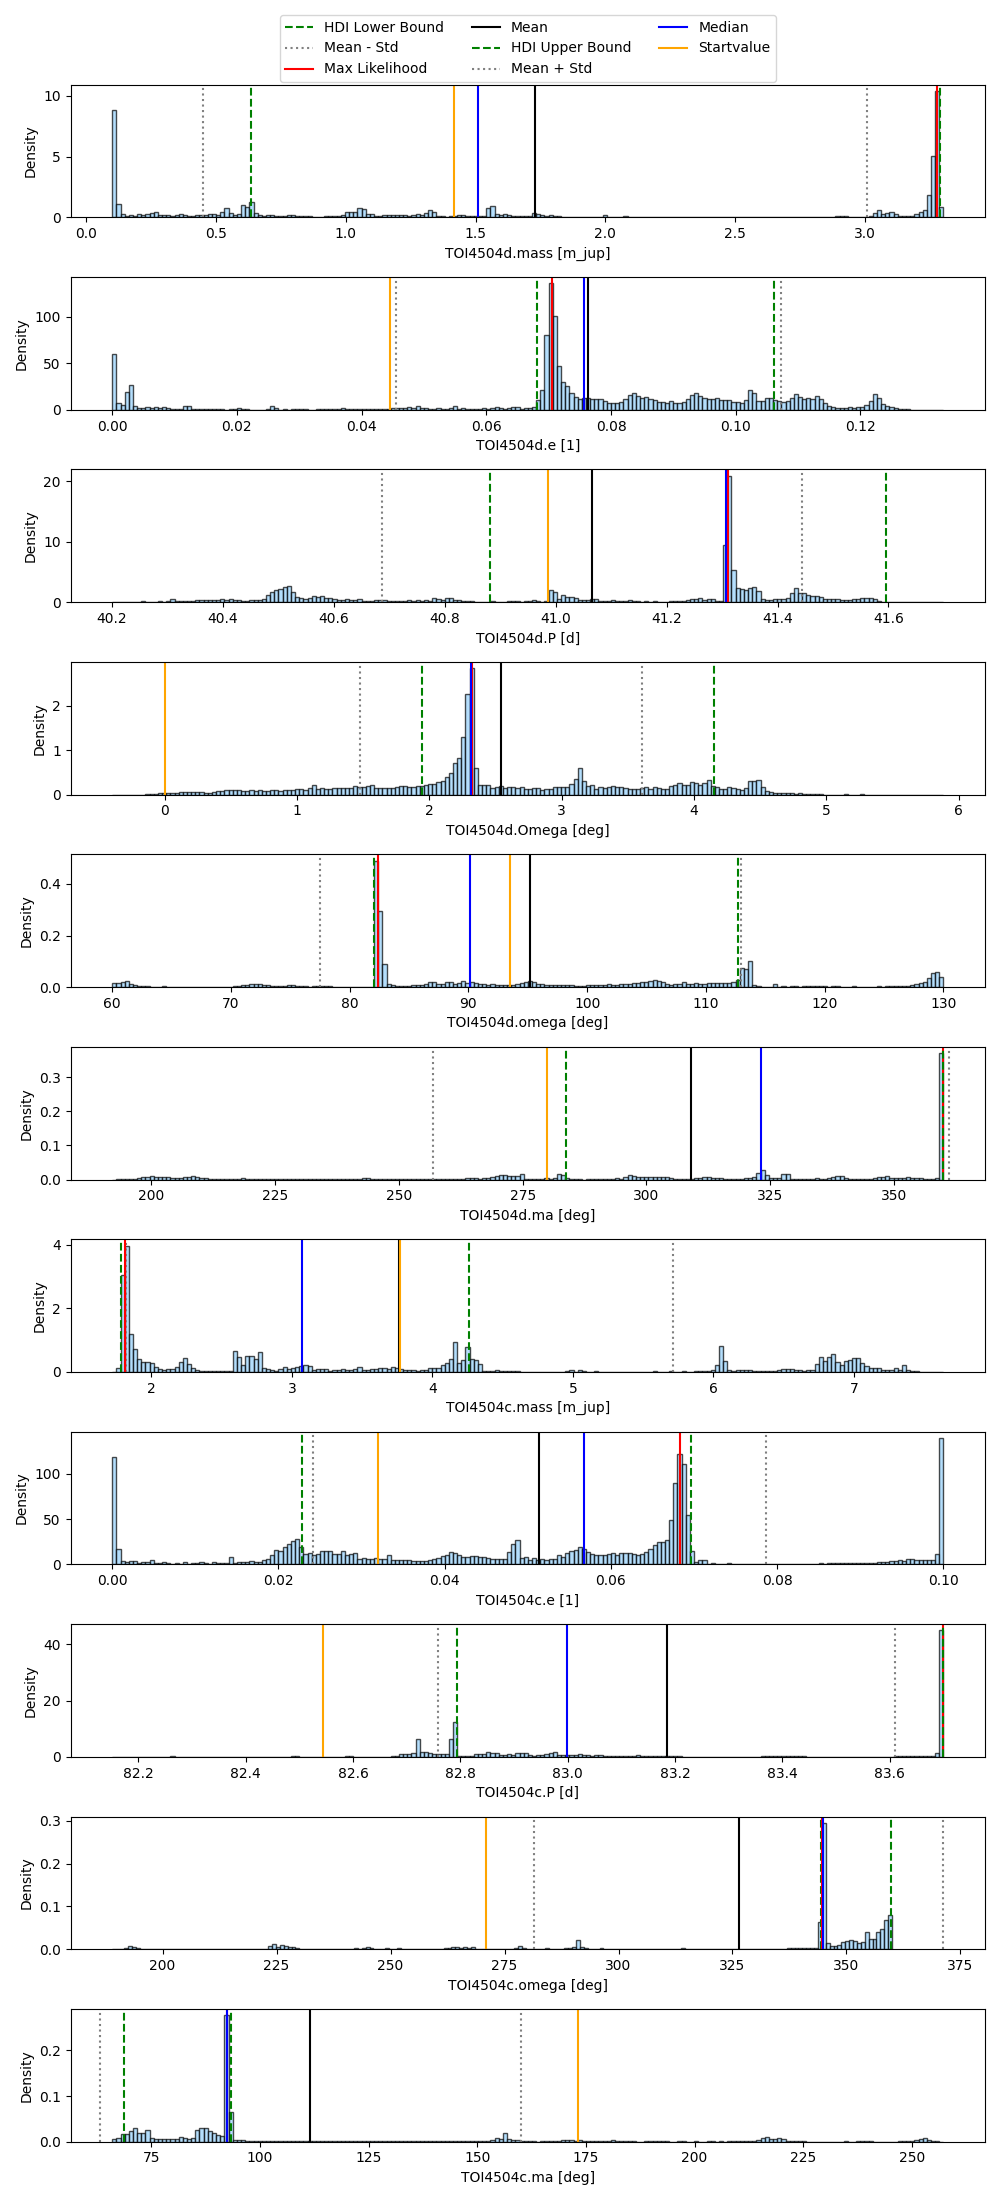 HDI Lower Bound Mean Median
Mean - Std HDI Upper Bound Startvalue
Max Likelihood Mean + Std
Density
10
5
0
0.0 0.5 1.0 1.5 2.0 2.5 3.0
TOI4504d.mass [m_jup]
Density
100
50
0
0.00 0.02 0.04 0.06 0.08 0.10 0.12
TOI4504d.e [1]
Density
20
10
0
40.2 40.4 40.6 40.8 41.0 41.2 41.4 41.6
TOI4504d.P [d]
Density
2
1
0
0 1 2 3 4 5 6
TOI4504d.Omega [deg]
Density
0.4
0.2
0.0
60 70 80 90 100 110 120 130
TOI4504d.omega [deg]
Density
0.3
0.2
0.1
0.0
200 225 250 275 300 325 350
TOI4504d.ma [deg]
Density
4
2
0
2 3 4 5 6 7
TOI4504c.mass [m_jup]
Density
100
50
0
0.00 0.02 0.04 0.06 0.08 0.10
TOI4504c.e [1]
Density
40
20
0
82.2 82.4 82.6 82.8 83.0 83.2 83.4 83.6
TOI4504c.P [d]
Density
0.3
0.2
0.1
0.0
200 225 250 275 300 325 350 375
TOI4504c.omega [deg]
Density
0.2
0.1
0.0
75 100 125 150 175 200 225 250
TOI4504c.ma [deg]